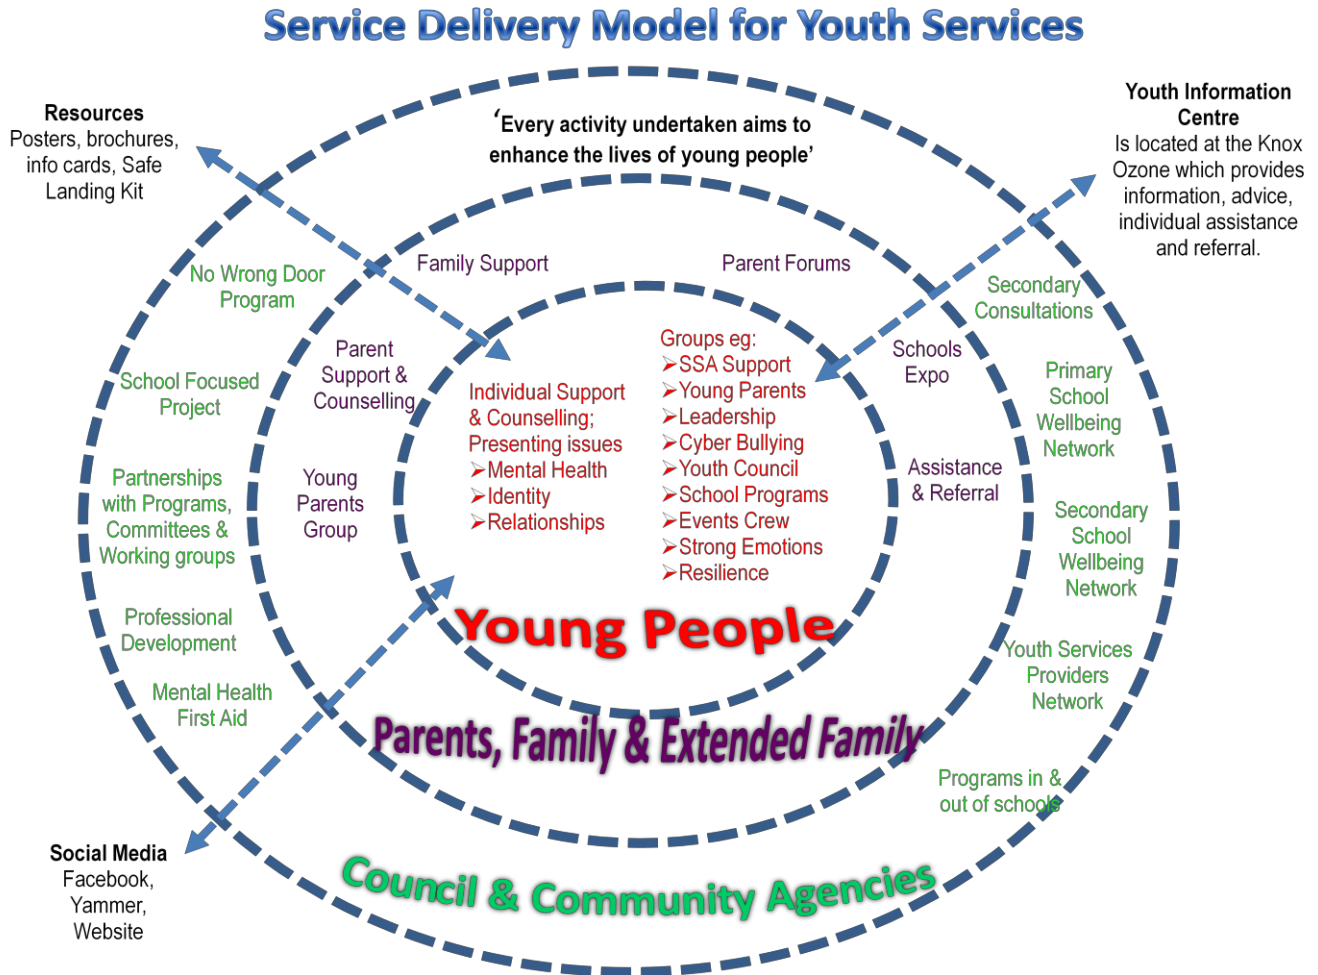 Service Delivery Model for Youth Services
Resources
Posters, brochures,
info cards, Safe
Landing Kit
‘Every activity undertaken aims to
enhance the lives of young people’
Youth Information
Centre
Is located at the Knox
Ozone which provides
information, advice,
individual assistance
and referral.
No Wrong Door
Program
School Focused
Project
Partnerships
with Programs,
Committees &
Working groups
Professional
Development
Mental Health
First Aid
Family Support
Parent Forums
Parent
Support &
Counselling
Young
Parents
Group
Individual Support
& Counselling;
Presenting issues
➢Mental Health
➢Identity
➢Relationships
Groups eg:
➢SSA Support
➢Young Parents
➢Leadership
➢Cyber Bullying
➢Youth Council
➢School Programs
➢Events Crew
➢Strong Emotions
➢Resilience
Schools
Expo
Assistance
& Referral
Secondary
Consultations
Primary
School
Wellbeing
Network
Secondary
School
Wellbeing
Network
Youth Services
Providers
Network
Programs in &
out of schools
Young People
Parents, Family & Extended Family
Council & Community Agencies
Social Media
Facebook,
Yammer,
Website